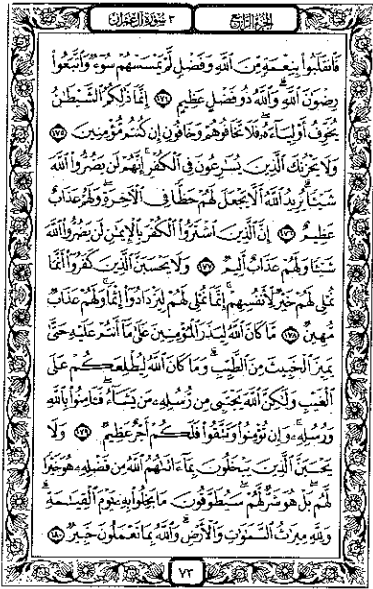 الجزء الرابع ٣ سورة آل عمران
فَٱنقَلَبُوا۟ بِنِعْمَةٍ مِّنَ ٱللَّهِ وَفَضْلٍ لَّمْ يَمْسَسْهُمْ سُوٓءٌ وَٱتَّبَعُوا۟
رِضْوَٰنَ ٱللَّهِ وَٱللَّهُ ذُو فَضْلٍ عَظِيمٍ ١٧٤ إِنَّمَا ذَٰلِكُمُ ٱلشَّيْطَٰنُ
يُخَوِّفُ أَوْلِيَآءَهُۥ فَلَا تَخَافُوهُمْ وَخَافُونِ إِن كُنتُم مُّؤْمِنِينَ ١٧٥
وَلَا يَحْزُنكَ ٱلَّذِينَ يُسَٰرِعُونَ فِى ٱلْكُفْرِ إِنَّهُمْ لَن يَضُرُّوا۟ ٱللَّهَ
شَيْـًٔا يُرِيدُ ٱللَّهُ أَلَّا يَجْعَلَ لَهُمْ حَظًّا فِى ٱلْـَٔاخِرَةِ وَلَهُمْ عَذَابٌ
عَظِيمٌ ١٧٦ إِنَّ ٱلَّذِينَ ٱشْتَرَوُا۟ ٱلْكُفْرَ بِٱلْإِيمَٰنِ لَن يَضُرُّوا۟ ٱللَّهَ
شَيْـًٔا وَلَهُمْ عَذَابٌ أَلِيمٌ ١٧٧ وَلَا يَحْسَبَنَّ ٱلَّذِينَ كَفَرُوٓا۟ أَنَّمَا
نُمْلِى لَهُمْ خَيْرٌ لِّأَنفُسِهِمْ إِنَّمَا نُمْلِى لَهُمْ لِيَزْدَادُوٓا۟ إِثْمًا وَلَهُمْ عَذَابٌ
مُّهِينٌ ١٧٨ مَّا كَانَ ٱللَّهُ لِيَذَرَ ٱلْمُؤْمِنِينَ عَلَىٰ مَآ أَنتُمْ عَلَيْهِ حَتَّىٰ
يَمِيزَ ٱلْخَبِيثَ مِنَ ٱلطَّيِّبِ وَمَا كَانَ ٱللَّهُ لِيُطْلِعَكُمْ عَلَى
ٱلْغَيْبِ وَلَٰكِنَّ ٱللَّهَ يَجْتَبِى مِن رُّسُلِهِۦ مَن يَشَآءُ فَـَٔامِنُوا۟ بِٱللَّهِ
وَرُسُلِهِۦ وَإِن تُؤْمِنُوا۟ وَتَتَّقُوا۟ فَلَكُمْ أَجْرٌ عَظِيمٌ ١٧٩ وَلَا
يَحْسَبَنَّ ٱلَّذِينَ يَبْخَلُونَ بِمَآ ءَاتَىٰهُمُ ٱللَّهُ مِن فَضْلِهِۦ هُوَ خَيْرًا
لَّهُم بَلْ هُوَ شَرٌّ لَّهُمْ سَيُطَوَّقُونَ مَا بَخِلُوا۟ بِهِۦ يَوْمَ ٱلْقِيَٰمَةِ
وَلِلَّهِ مِيرَٰثُ ٱلسَّمَٰوَٰتِ وَٱلْأَرْضِ وَٱللَّهُ بِمَا تَعْمَلُونَ خَبِيرٌ ١٨٠
٧٣